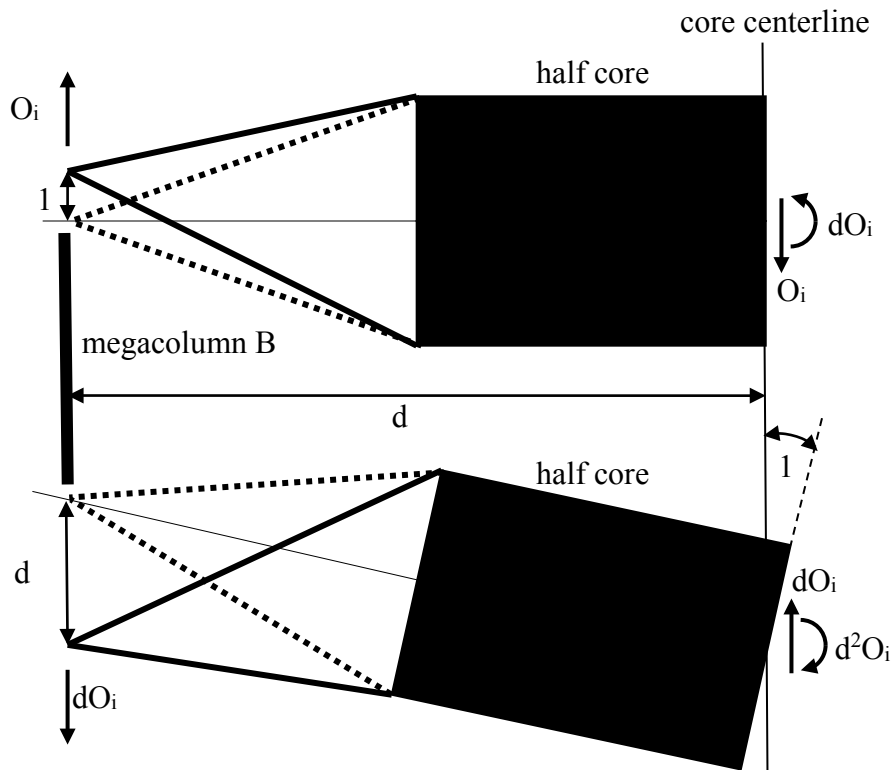 core centerline
half core
Oᵢ
1
dOᵢ
Oᵢ
megacolumn B
d
half core
1
d
dOᵢ
d²Oᵢ
dOᵢ